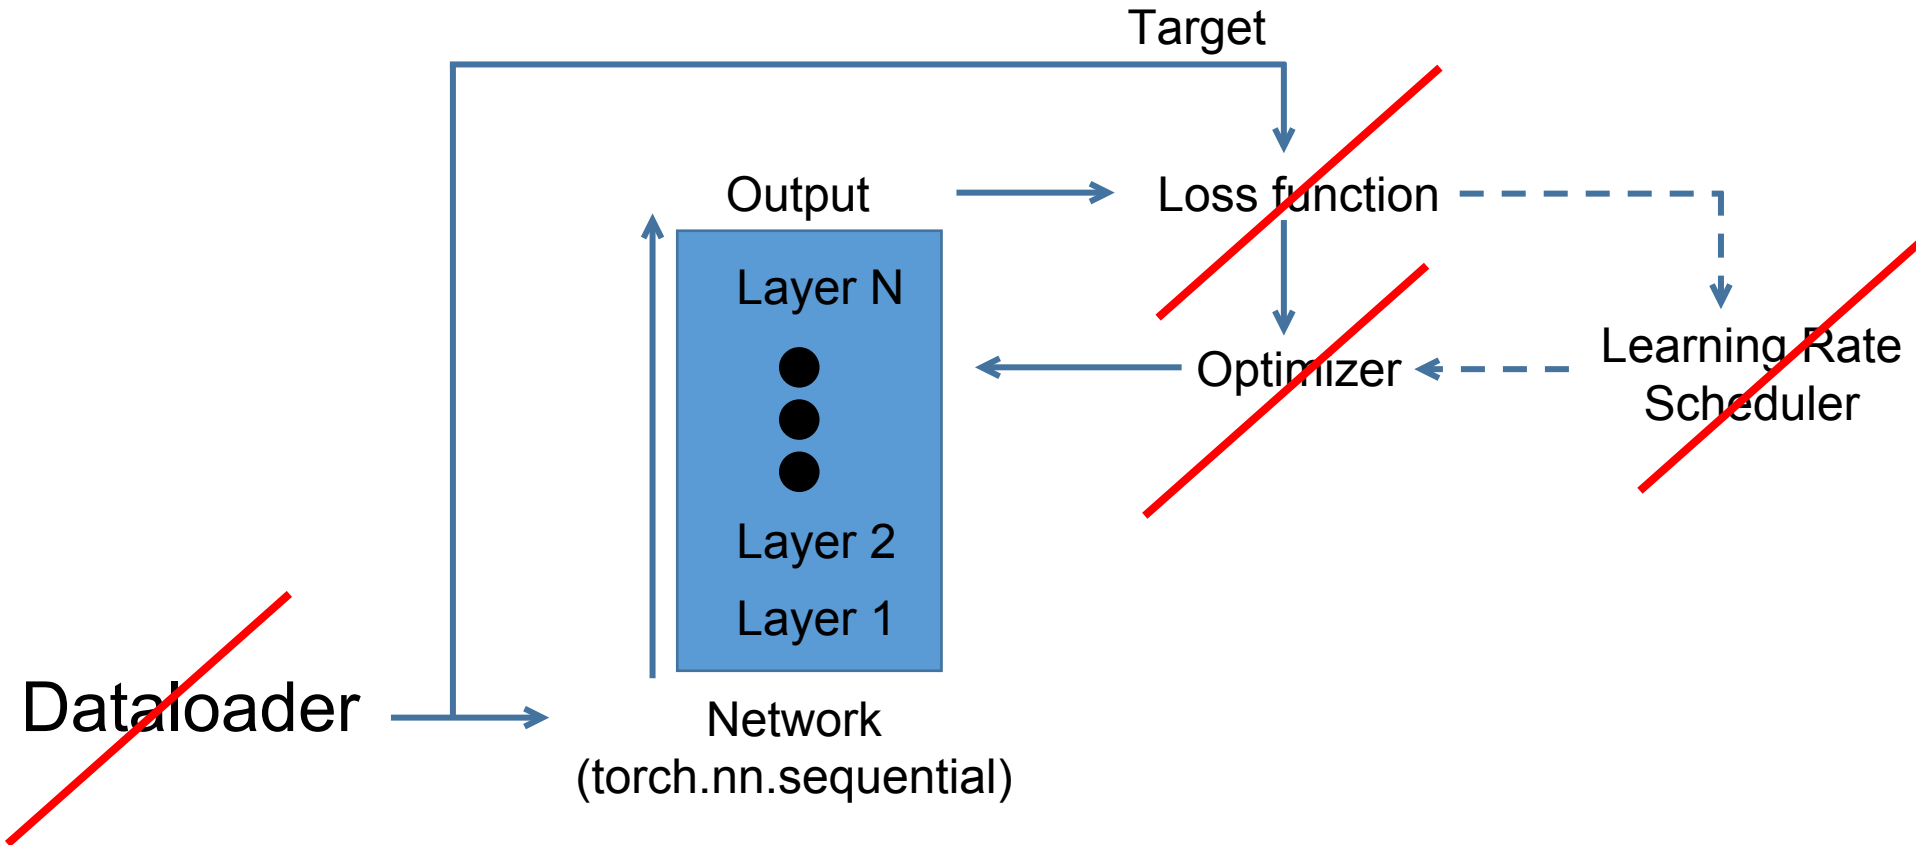 Target
Output
Loss function
Layer N
Optimizer
Learning Rate
Scheduler
Layer 2
Layer 1
Dataloader
Network
(torch.nn.sequential)